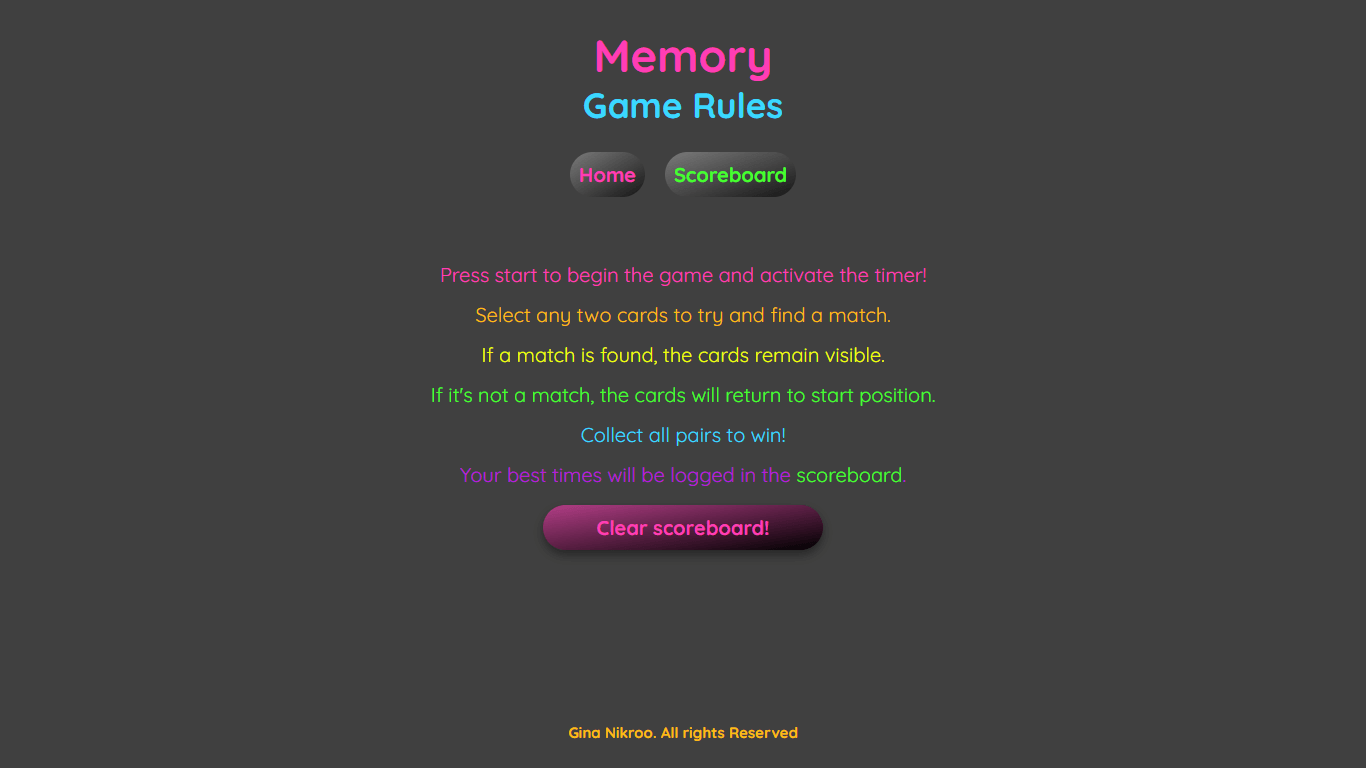 Memory
Game Rules
Home Scoreboard
Press start to begin the game and activate the timer!
Select any two cards to try and find a match.
If a match is found, the cards remain visible.
If it's not a match, the cards will return to start position.
Collect all pairs to win!
Your best times will be logged in the scoreboard.
Clear scoreboard!
Gina Nikroo. All rights Reserved